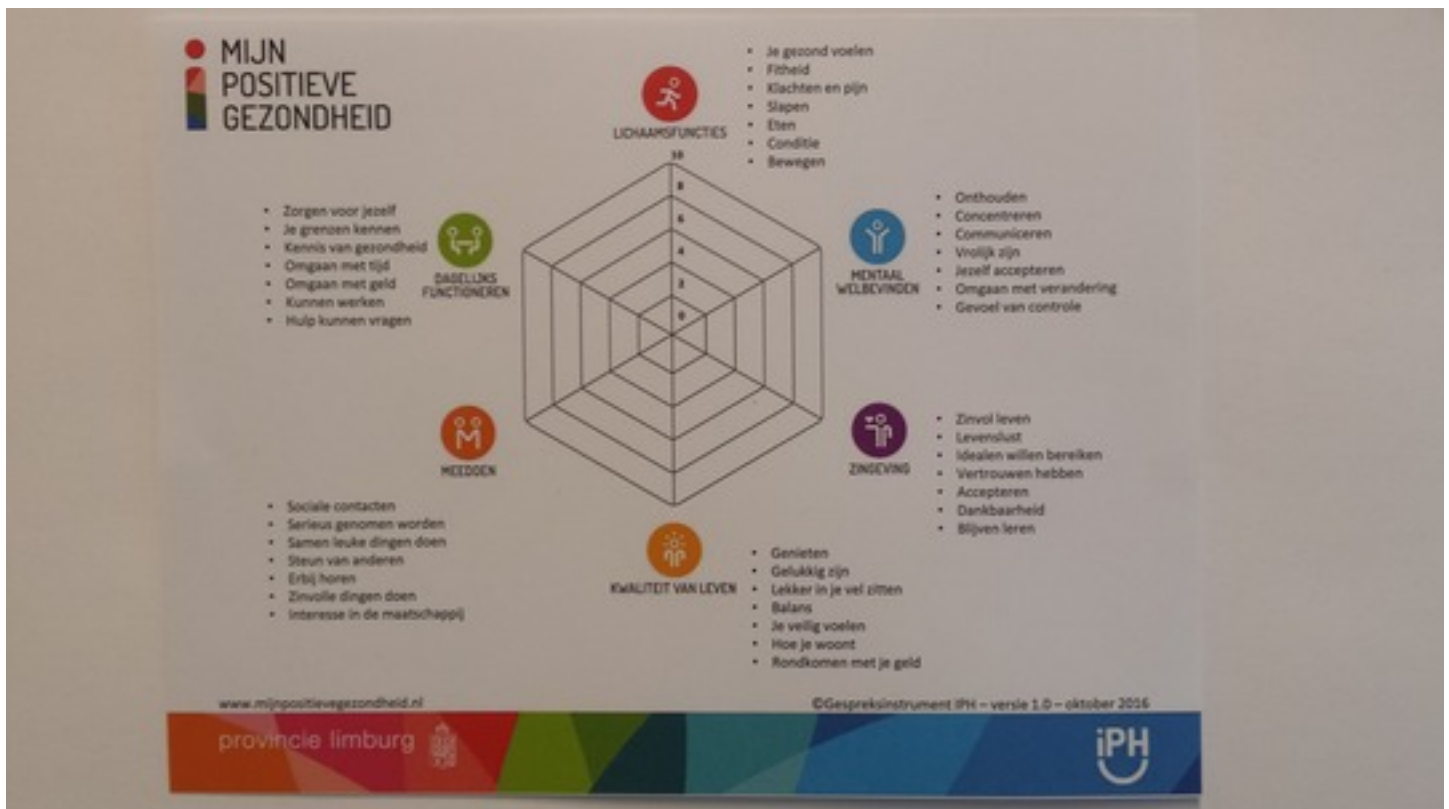 MIJN
POSITIEVE
GEZONDHEID
LICHAAMSFUNCTIES
Je gezond voelen
Fitheid
Klachten en pijn
Slapen
Eten
Conditie
Bewegen
10
8
6
4
2
0
Zorgen voor jezelf
Je grenzen kennen
Kennis van gezondheid
Omgaan met tijd
Omgaan met geld
Kunnen werken
Hulp kunnen vragen
DAGELIJKS
FUNCTIONEREN
MENTAAL
WELBEVINDEN
Onthouden
Concentreren
Communiceren
Vrolijk zijn
Jezelf accepteren
Omgaan met verandering
Gevoel van controle
MEEDOEN
Sociale contacten
Serieus genomen worden
Samen leuke dingen doen
Steun van anderen
Erbij horen
Zinvolle dingen doen
Interesse in de maatschappij
ZINGEVING
Zinvol leven
Levenslust
Idealen willen bereiken
Vertrouwen hebben
Accepteren
Dankbaarheid
Blijven leren
KWALITEIT VAN LEVEN
Genieten
Gelukkig zijn
Lekker in je vel zitten
Balans
Je veilig voelen
Hoe je woont
Rondkomen met je geld
www.mijnpositievegezondheid.nl
©Gespreksinstrument IPH – versie 1.0 – oktober 2016
provincie limburg
iPH